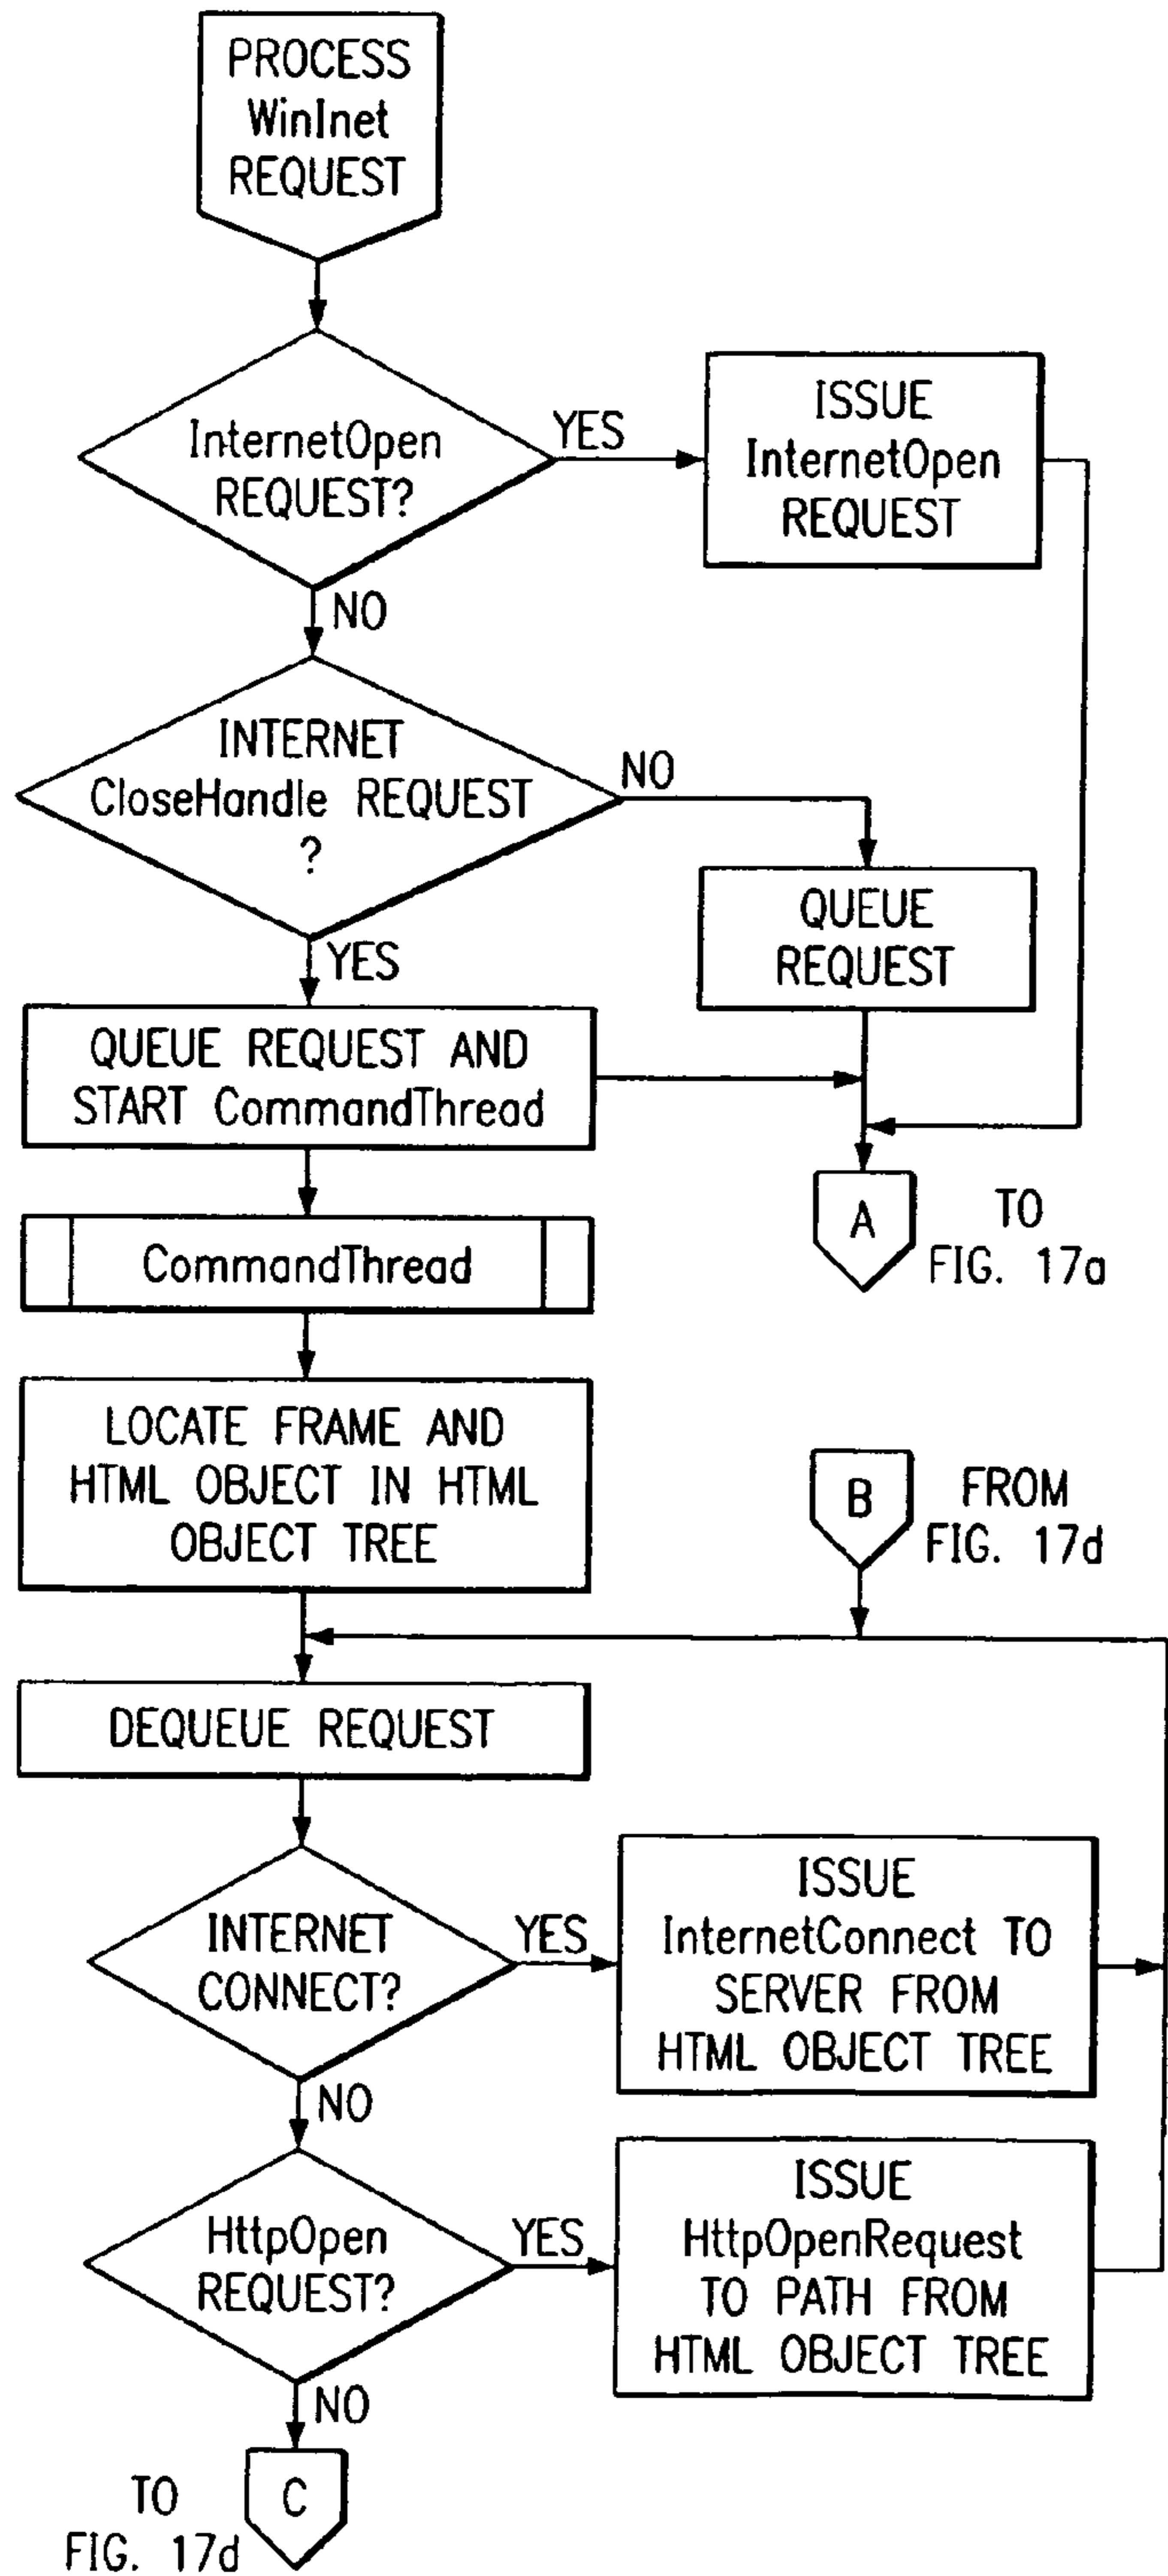 PROCESS
WinInet
REQUEST
InternetOpen
REQUEST?
YES
ISSUE
InternetOpen
REQUEST
NO
INTERNET
CloseHandle REQUEST
?
NO
QUEUE
REQUEST
YES
QUEUE REQUEST AND
START CommandThread
A
TO
FIG. 17a
CommandThread
LOCATE FRAME AND
HTML OBJECT IN HTML
OBJECT TREE
B
FROM
FIG. 17d
DEQUEUE REQUEST
INTERNET
CONNECT?
YES
ISSUE
InternetConnect TO
SERVER FROM
HTML OBJECT TREE
NO
HttpOpen
REQUEST?
YES
ISSUE
HttpOpenRequest
TO PATH FROM
HTML OBJECT TREE
NO
C
TO
FIG. 17d